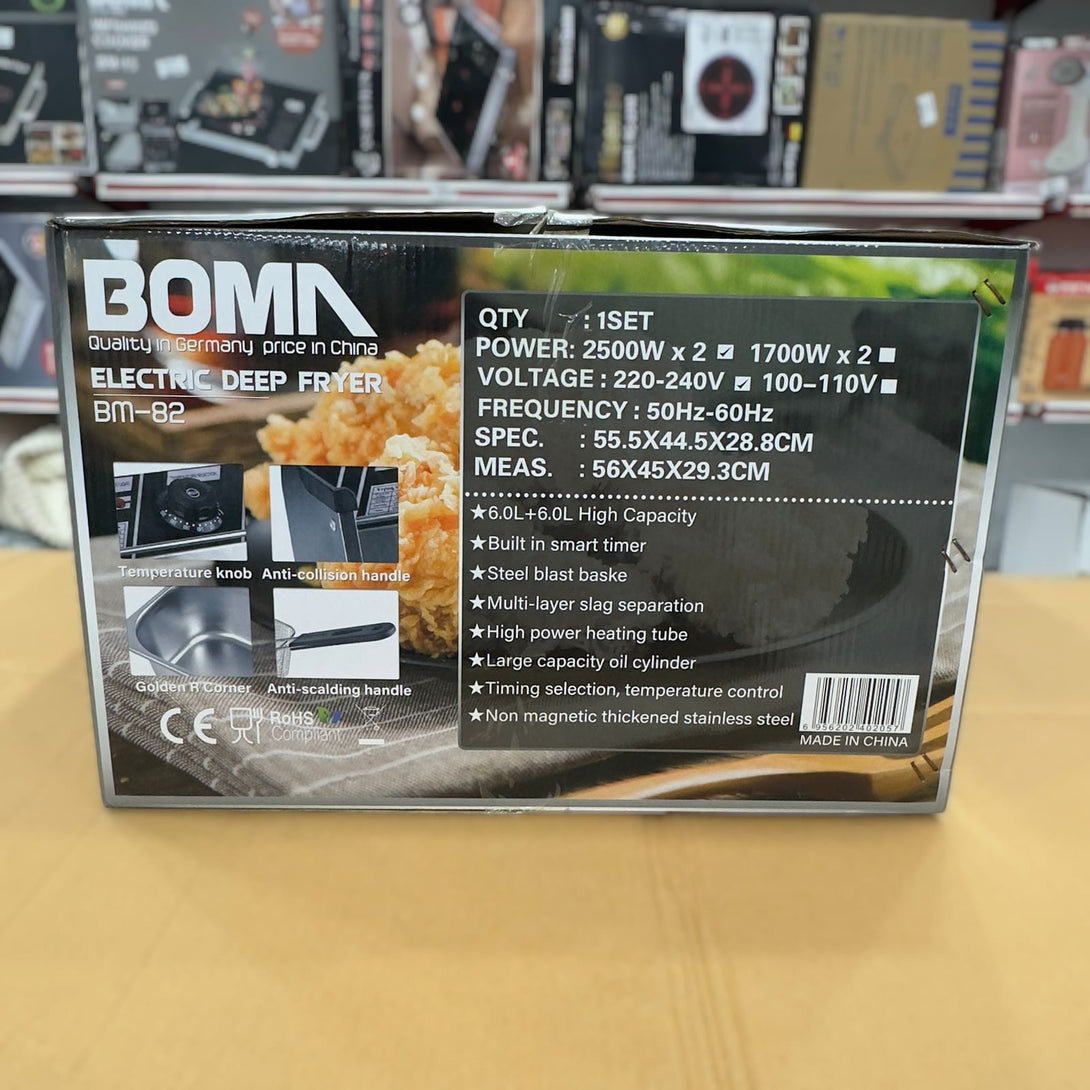 BOMA
Quality in Germany price in China
ELECTRIC DEEP FRYER
BM-82
Temperature knob
Anti-collision handle
Golden R Corner
Anti-scalding handle
CE
RoHS
Compliant
QTY : 1SET
POWER: 2500W x 2 ☑ 1700W x 2 ■
VOLTAGE : 220-240V ☑ 100–110V ■
FREQUENCY : 50Hz-60Hz
SPEC. : 55.5X44.5X28.8CM
MEAS. : 56X45X29.3CM
★6.0L+6.0L High Capacity
★Built in smart timer
★Steel blast baske
★Multi-layer slag separation
★High power heating tube
★Large capacity oil cylinder
★Timing selection, temperature control
★Non magnetic thickened stainless steel
6 956202 402057
MADE IN CHINA